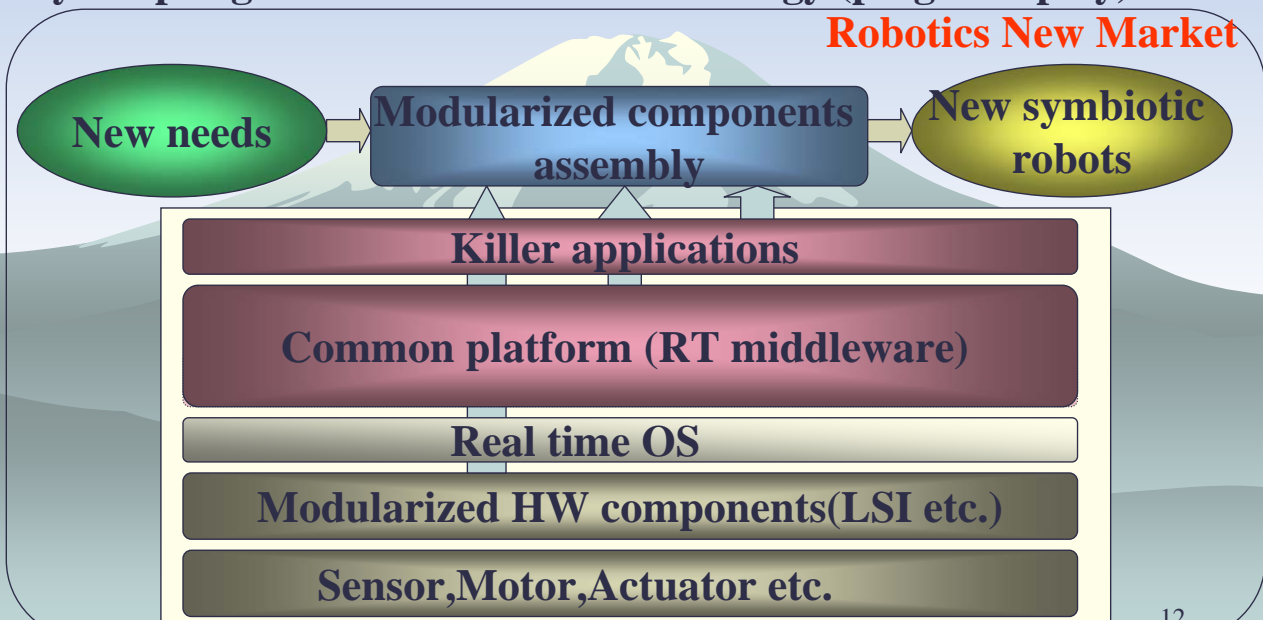 Robotics New Market
New needs
Modularized components
assembly
New symbiotic
robots
Killer applications
Common platform (RT middleware)
Real time OS
Modularized HW components(LSI etc.)
Sensor,Motor,Actuator etc.
12